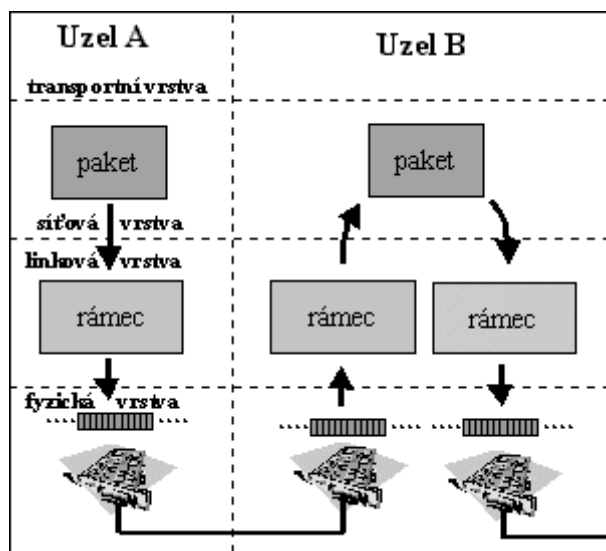 Uzel A
Uzel B
transportní vrstva
paket
paket
síťová vrstva
linková vrstva
rámec
rámec
rámec
fyzická vrstva